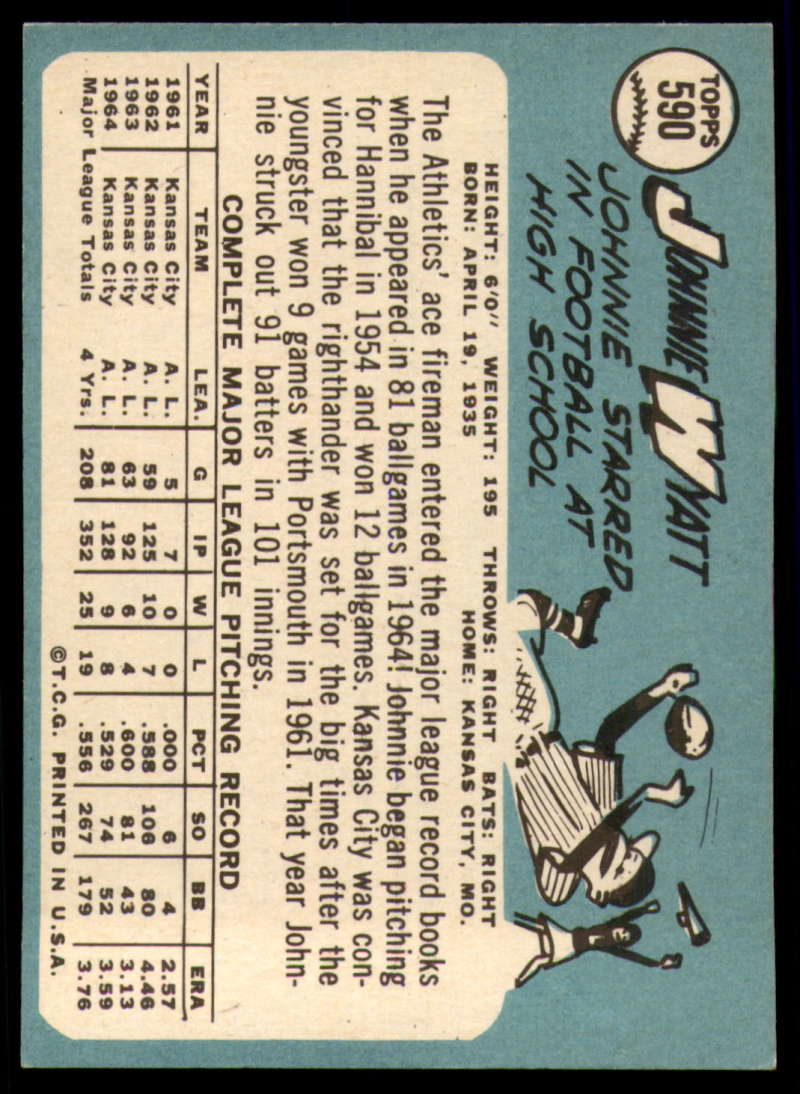 TOPPS
590
JOHNNIE WYATT
JOHNNIE STARRED
IN FOOTBALL AT
HIGH SCHOOL
HEIGHT: 6'0" WEIGHT: 195 THROWS: RIGHT BATS: RIGHT
BORN: APRIL 19, 1935 HOME: KANSAS CITY, MO.
The Athletics' ace fireman entered the major league record books
when he appeared in 81 ballgames in 1964! Johnnie began pitching
for Hannibal in 1954 and won 12 ballgames. Kansas City was con-
vinced that the righthander was set for the big times after the
youngster won 9 games with Portsmouth in 1961. That year John-
nie struck out 91 batters in 101 innings.
COMPLETE MAJOR LEAGUE PITCHING RECORD
YEAR TEAM LEA. G IP W L PCT SO BB ERA
1961 Kansas City A. L. 5 7 0 0 .000 6 4 2.57
1962 Kansas City A. L. 59 125 10 7 .588 106 80 4.46
1963 Kansas City A. L. 63 92 6 4 .600 81 43 3.13
1964 Kansas City A. L. 81 128 9 8 .529 74 52 3.59
Major League Totals 4 Yrs. 208 352 25 19 .556 267 179 3.76
©T.C.G. PRINTED IN U.S.A.